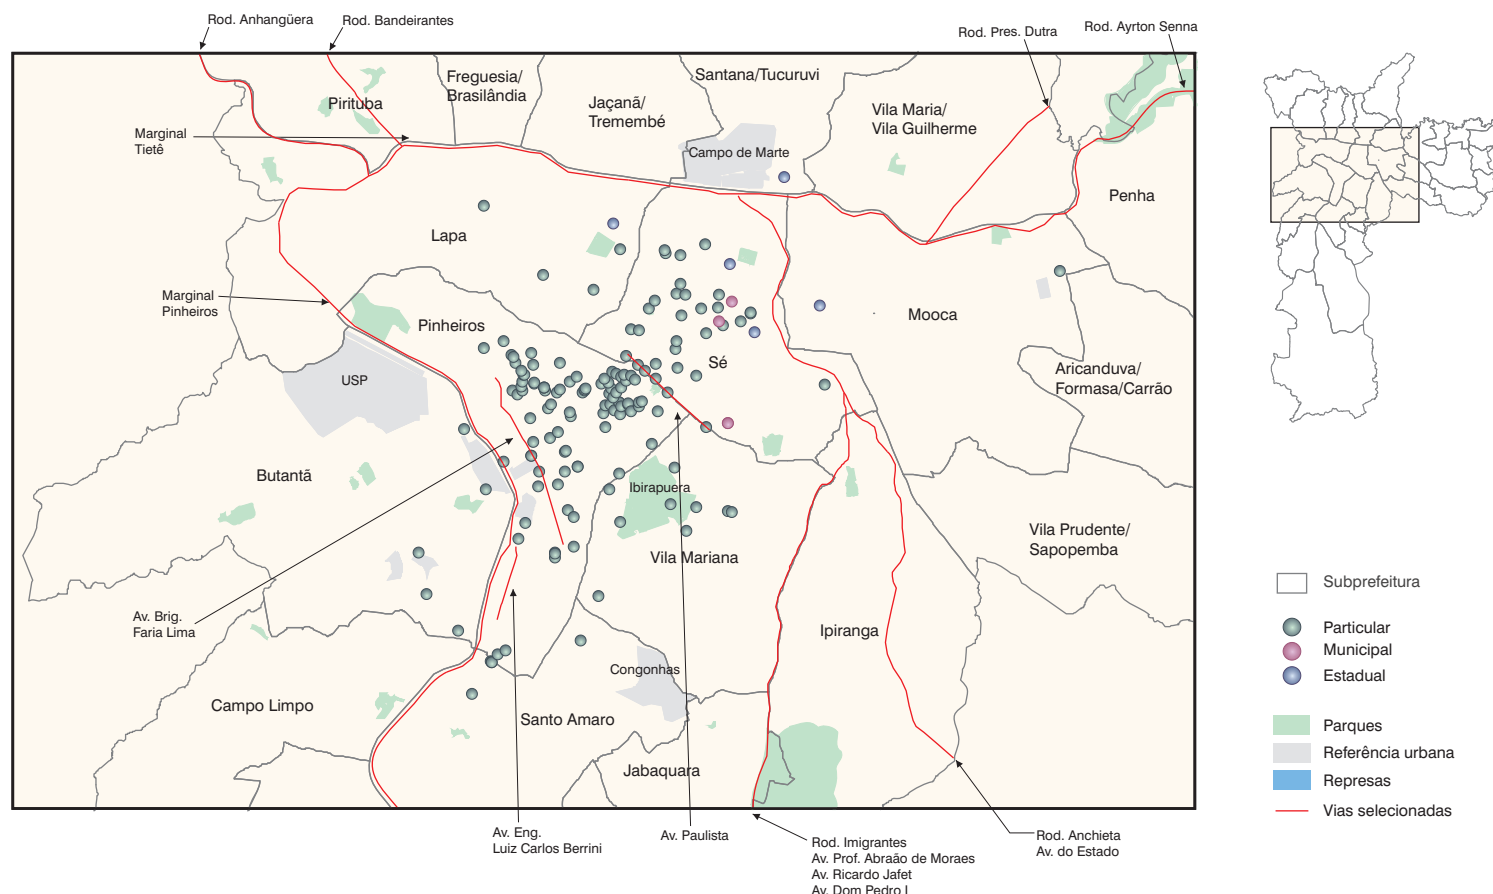 Rod. Anhangüera
Rod. Bandeirantes
Rod. Pres. Dutra
Rod. Ayrton Senna
Freguesia/
Brasilândia
Santana/Tucuruvi
Pirituba
Jaçanã/
Tremembé
Vila Maria/
Vila Guilherme
Marginal
Tietê
Campo de Marte
Penha
Lapa
Marginal
Pinheiros
Pinheiros
Mooca
Sé
USP
Aricanduva/
Formasa/Carrão
Butantã
Ibirapuera
Vila Prudente/
Sapopemba
Vila Mariana
Av. Brig.
Faria Lima
Ipiranga
Congonhas
Campo Limpo
Santo Amaro
Jabaquara
Subprefeitura
Particular
Municipal
Estadual
Parques
Referência urbana
Represas
Vias selecionadas
Av. Eng.
Luiz Carlos Berrini
Av. Paulista
Rod. Imigrantes
Av. Prof. Abraão de Moraes
Av. Ricardo Jafet
Av. Dom Pedro I
Rod. Anchieta
Av. do Estado